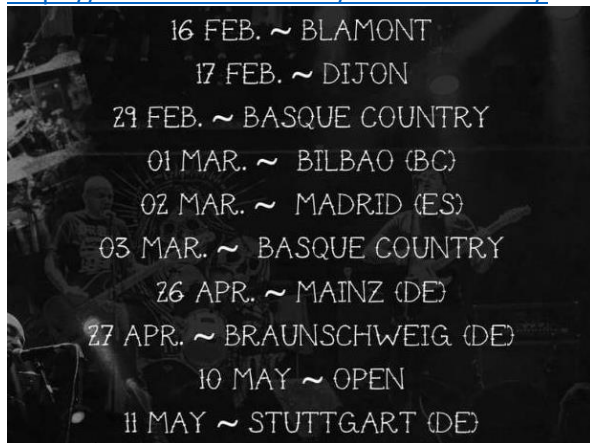 16 FEB. ~ BLAMONT
17 FEB. ~ DIJON
29 FEB. ~ BASQUE COUNTRY
01 MAR. ~ BILBAO (BC)
02 MAR. ~ MADRID (ES)
03 MAR. ~ BASQUE COUNTRY
26 APR. ~ MAINZ (DE)
27 APR. ~ BRAUNSCHWEIG (DE)
10 MAY ~ OPEN
11 MAY ~ STUTTGART (DE)